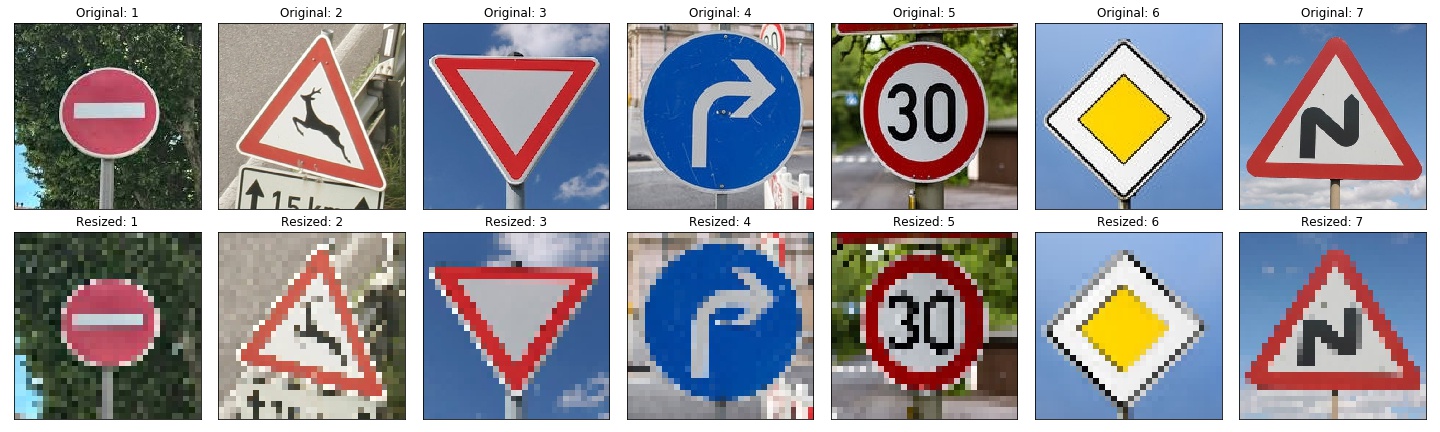 Original: 1
Original: 2
Original: 3
Original: 4
Original: 5
Original: 6
Original: 7
15 km
30
Resized: 1
Resized: 2
Resized: 3
Resized: 4
Resized: 5
Resized: 6
Resized: 7
30